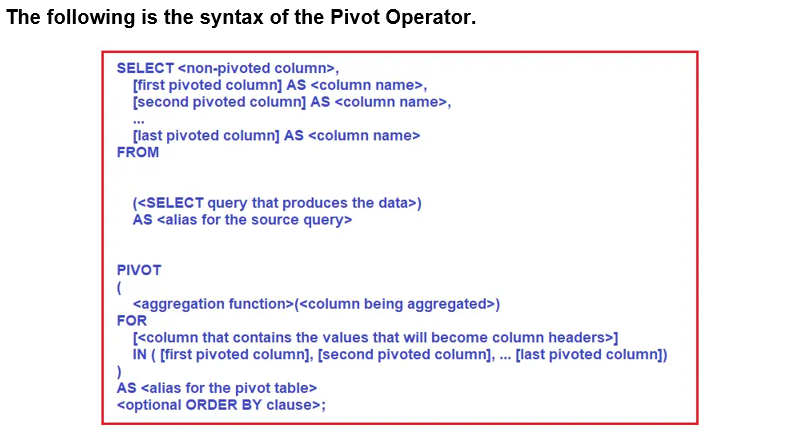 The following is the syntax of the Pivot Operator.
SELECT <non-pivoted column>,
[first pivoted column] AS <column name>,
[second pivoted column] AS <column name>,
...
[last pivoted column] AS <column name>
FROM
(<SELECT query that produces the data>)
AS <alias for the source query>
PIVOT
(
<aggregation function>(<column being aggregated>)
FOR
[<column that contains the values that will become column headers>]
IN ( [first pivoted column], [second pivoted column], ... [last pivoted column])
)
AS <alias for the pivot table>
<optional ORDER BY clause>;